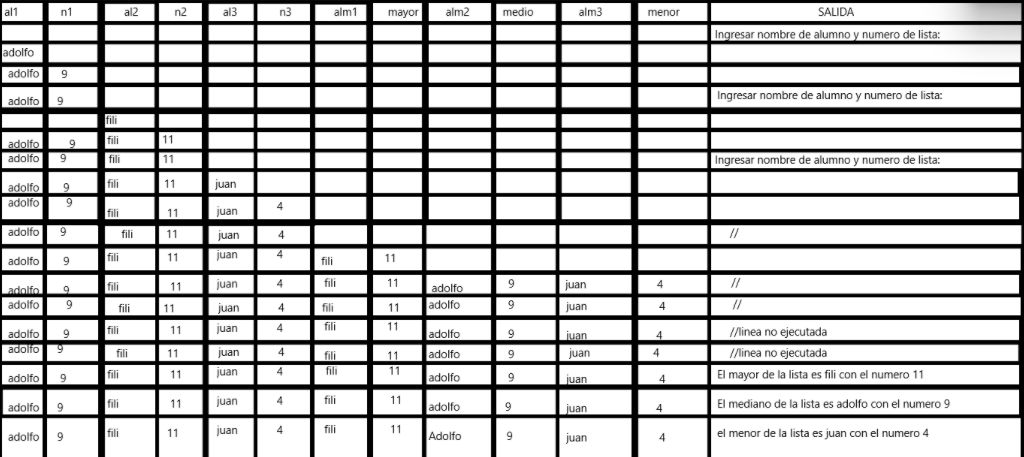 al1 n1 al2 n2 al3 n3 alm1 mayor alm2 medio alm3 menor SALIDA
Ingresar nombre de alumno y numero de lista:
adolfo
adolfo 9
adolfo 9 Ingresar nombre de alumno y numero de lista:
fili
adolfo 9 fili 11
adolfo 9 fili 11 Ingresar nombre de alumno y numero de lista:
adolfo 9 fili 11 juan
adolfo 9 fili 11 juan 4
adolfo 9 fili 11 juan 4 //
adolfo 9 fili 11 juan 4 fili 11
adolfo 9 fili 11 juan 4 fili 11 adolfo 9 juan 4 //
adolfo 9 fili 11 juan 4 fili 11 adolfo 9 juan 4 //
adolfo 9 fili 11 juan 4 fili 11 adolfo 9 juan 4 //linea no ejecutada
adolfo 9 fili 11 juan 4 fili 11 adolfo 9 juan 4 //linea no ejecutada
adolfo 9 fili 11 juan 4 fili 11 adolfo 9 juan 4 El mayor de la lista es fili con el numero 11
adolfo 9 fili 11 juan 4 fili 11 adolfo 9 juan 4 El mediano de la lista es adolfo con el numero 9
adolfo 9 fili 11 juan 4 fili 11 Adolfo 9 juan 4 el menor de la lista es juan con el numero 4